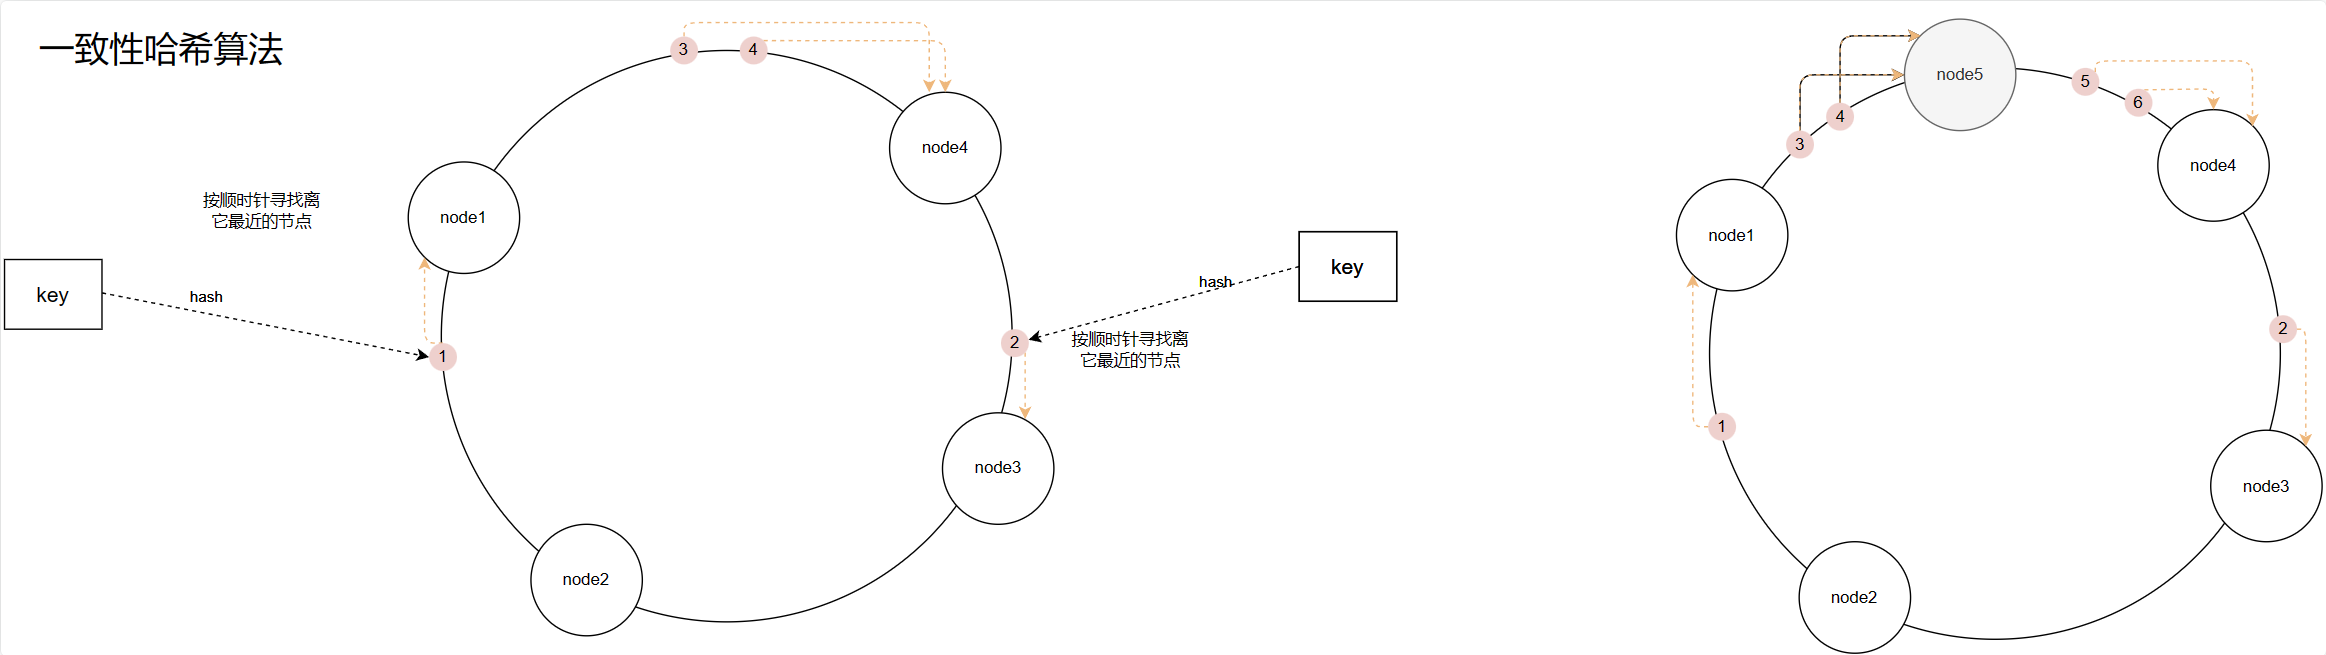 一致性哈希算法
3
4
node4
node1
按顺时针寻找离
它最近的节点
key
hash
1
2
key
hash
按顺时针寻找离
它最近的节点
node3
node2
node5
5
6
4
3
node4
node1
2
1
node3
node2